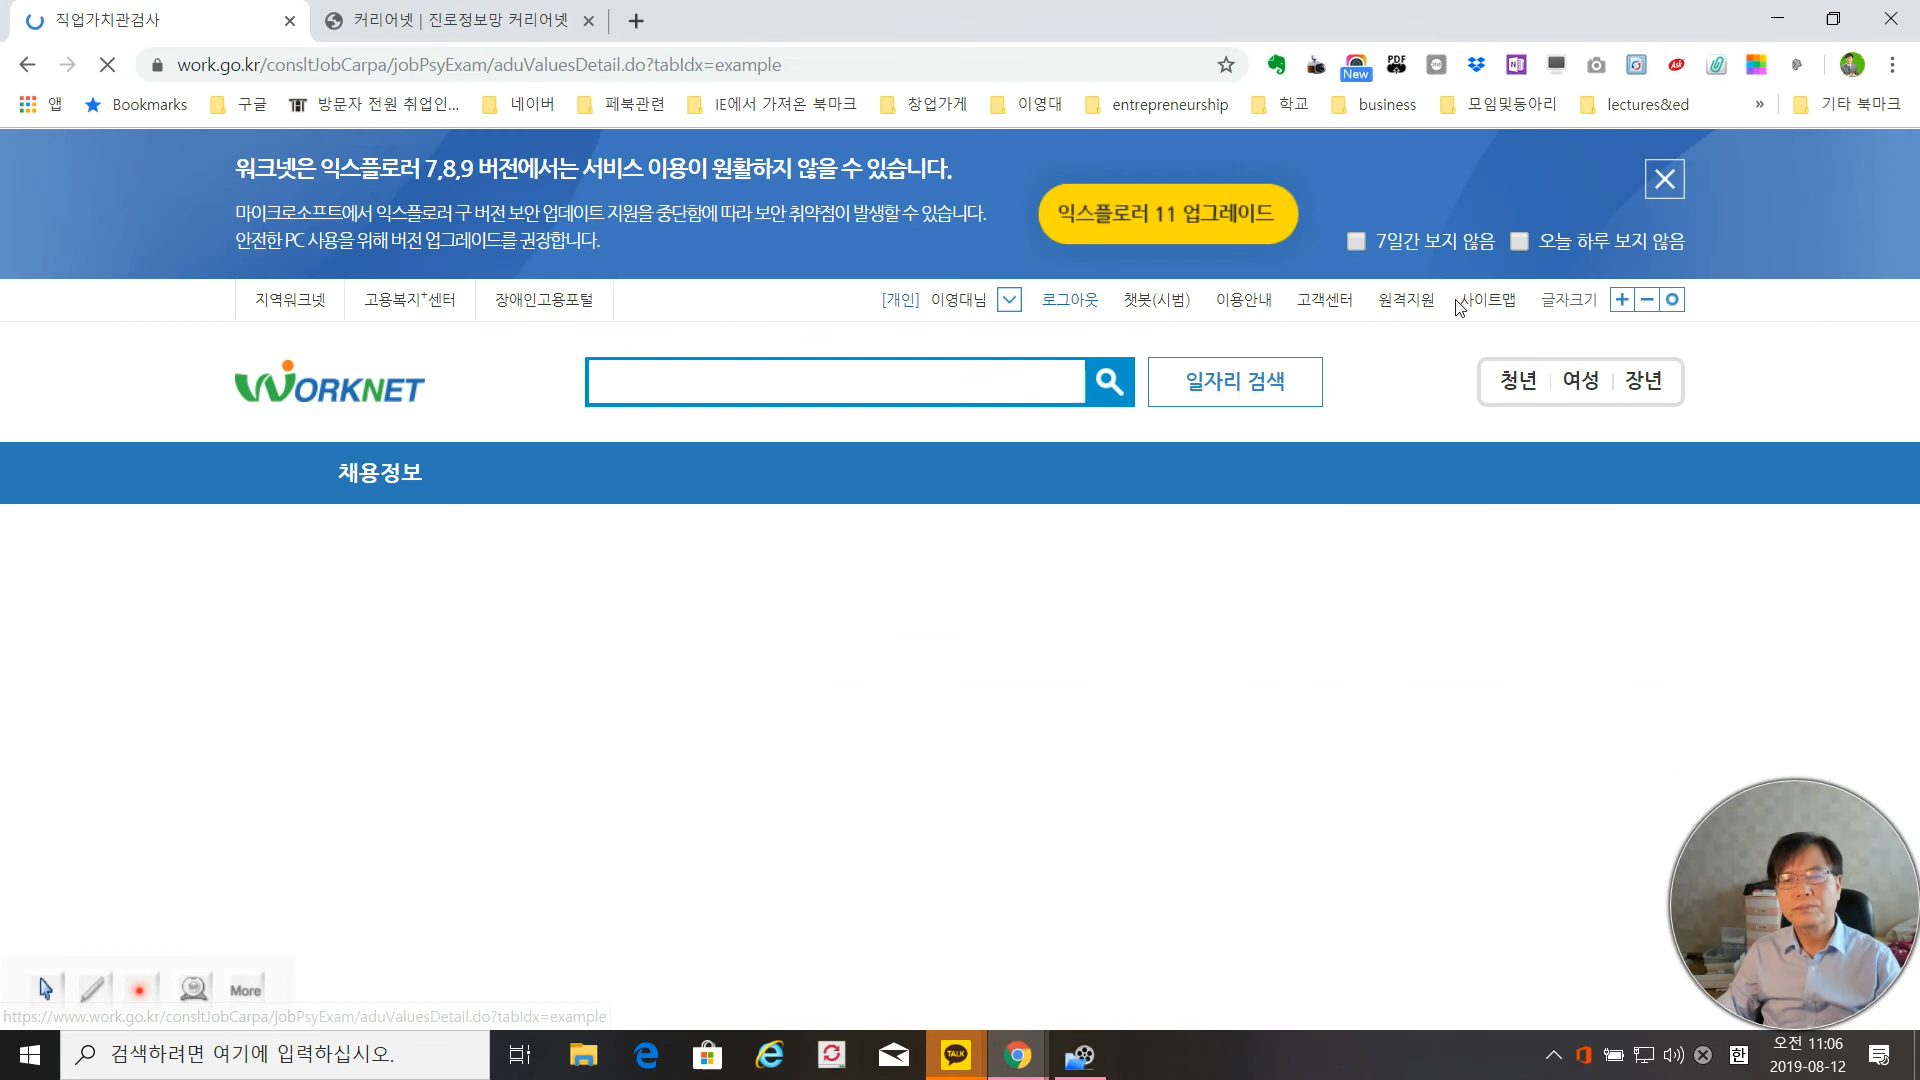 직업가치관검사
커리어넷 | 진로정보망 커리어넷
work.go.kr/consltJobCarpa/jobPsyExam/aduValuesDetail.do?tabIdx=example
New
PDF
앱
Bookmarks
구글
방문자 전원 취업인...
네이버
페북관련
IE에서 가져온 북마크
창업가게
이영대
entrepreneurship
학교
business
모임및동아리
lectures&ed
»
기타 북마크
워크넷은 익스플로러 7,8,9 버전에서는 서비스 이용이 원활하지 않을 수 있습니다.
마이크로소프트에서 익스플로러 구 버전 보안 업데이트 지원을 중단함에 따라 보안 취약점이 발생할 수 있습니다.
안전한 PC 사용을 위해 버전 업그레이드를 권장합니다.
익스플로러 11 업그레이드
7일간 보지 않음
오늘 하루 보지 않음
지역워크넷
고용복지+센터
장애인고용포털
[개인] 이영대님
로그아웃
챗봇(시범)
이용안내
고객센터
원격지원
사이트맵
글자크기
WORKNET
일자리 검색
청년
여성
장년
채용정보
More
https://www.work.go.kr/consltJobCarpa/jobPsyExam/aduValuesDetail.do?tabIdx=example
검색하려면 여기에 입력하십시오.
TALK
한
오전 11:06
2019-08-12